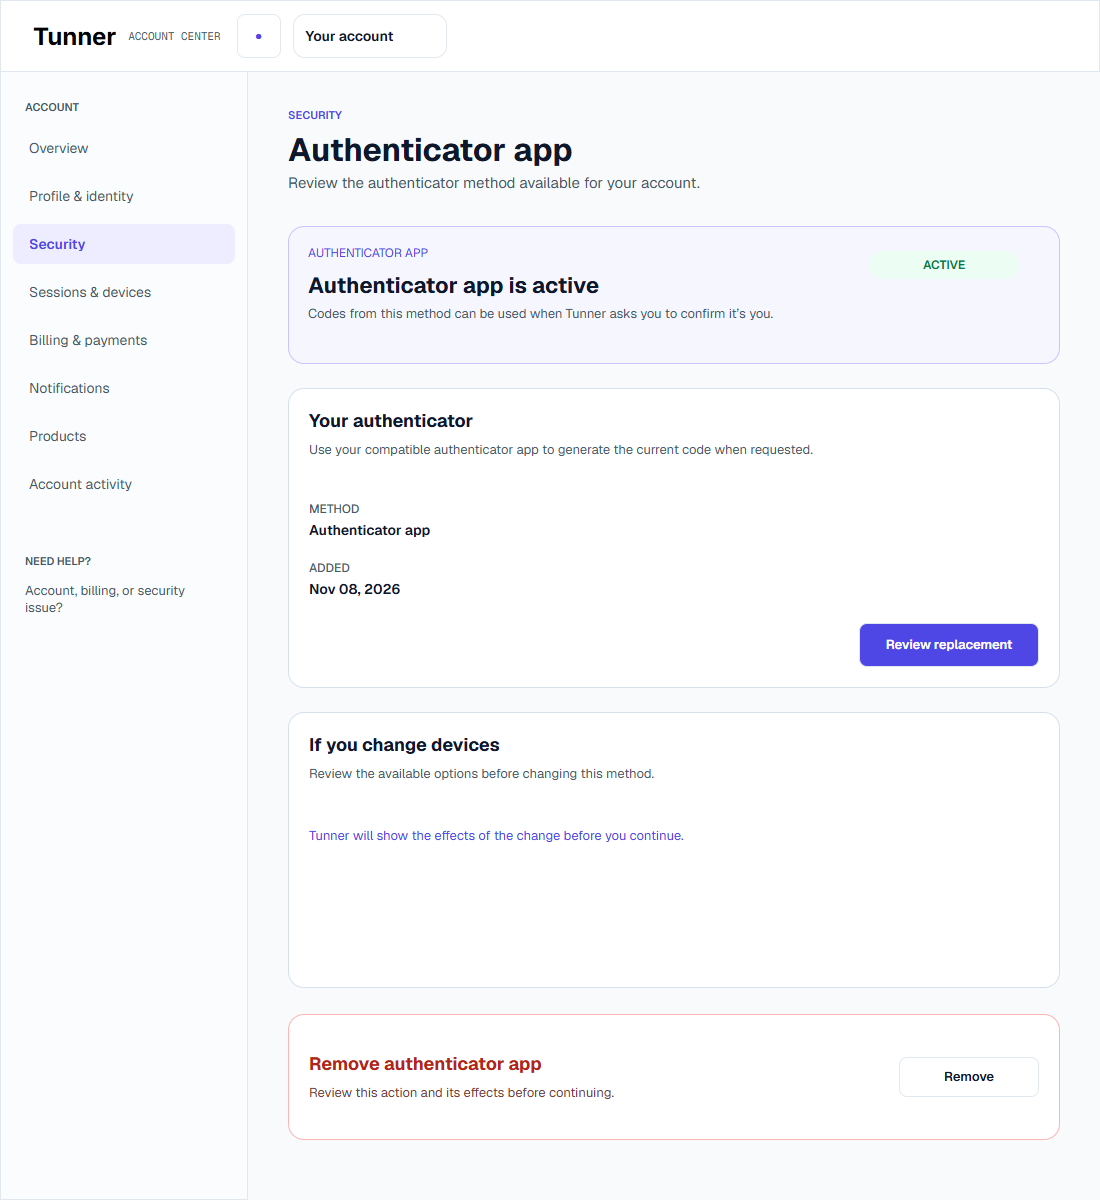 Tunner ACCOUNT CENTER
Your account
ACCOUNT
Overview
Profile & identity
Security
Sessions & devices
Billing & payments
Notifications
Products
Account activity
NEED HELP?
Account, billing, or security
issue?
SECURITY
Authenticator app
Review the authenticator method available for your account.
AUTHENTICATOR APP
ACTIVE
Authenticator app is active
Codes from this method can be used when Tunner asks you to confirm it's you.
Your authenticator
Use your compatible authenticator app to generate the current code when requested.
METHOD
Authenticator app
ADDED
Nov 08, 2026
Review replacement
If you change devices
Review the available options before changing this method.
Tunner will show the effects of the change before you continue.
Remove authenticator app
Review this action and its effects before continuing.
Remove